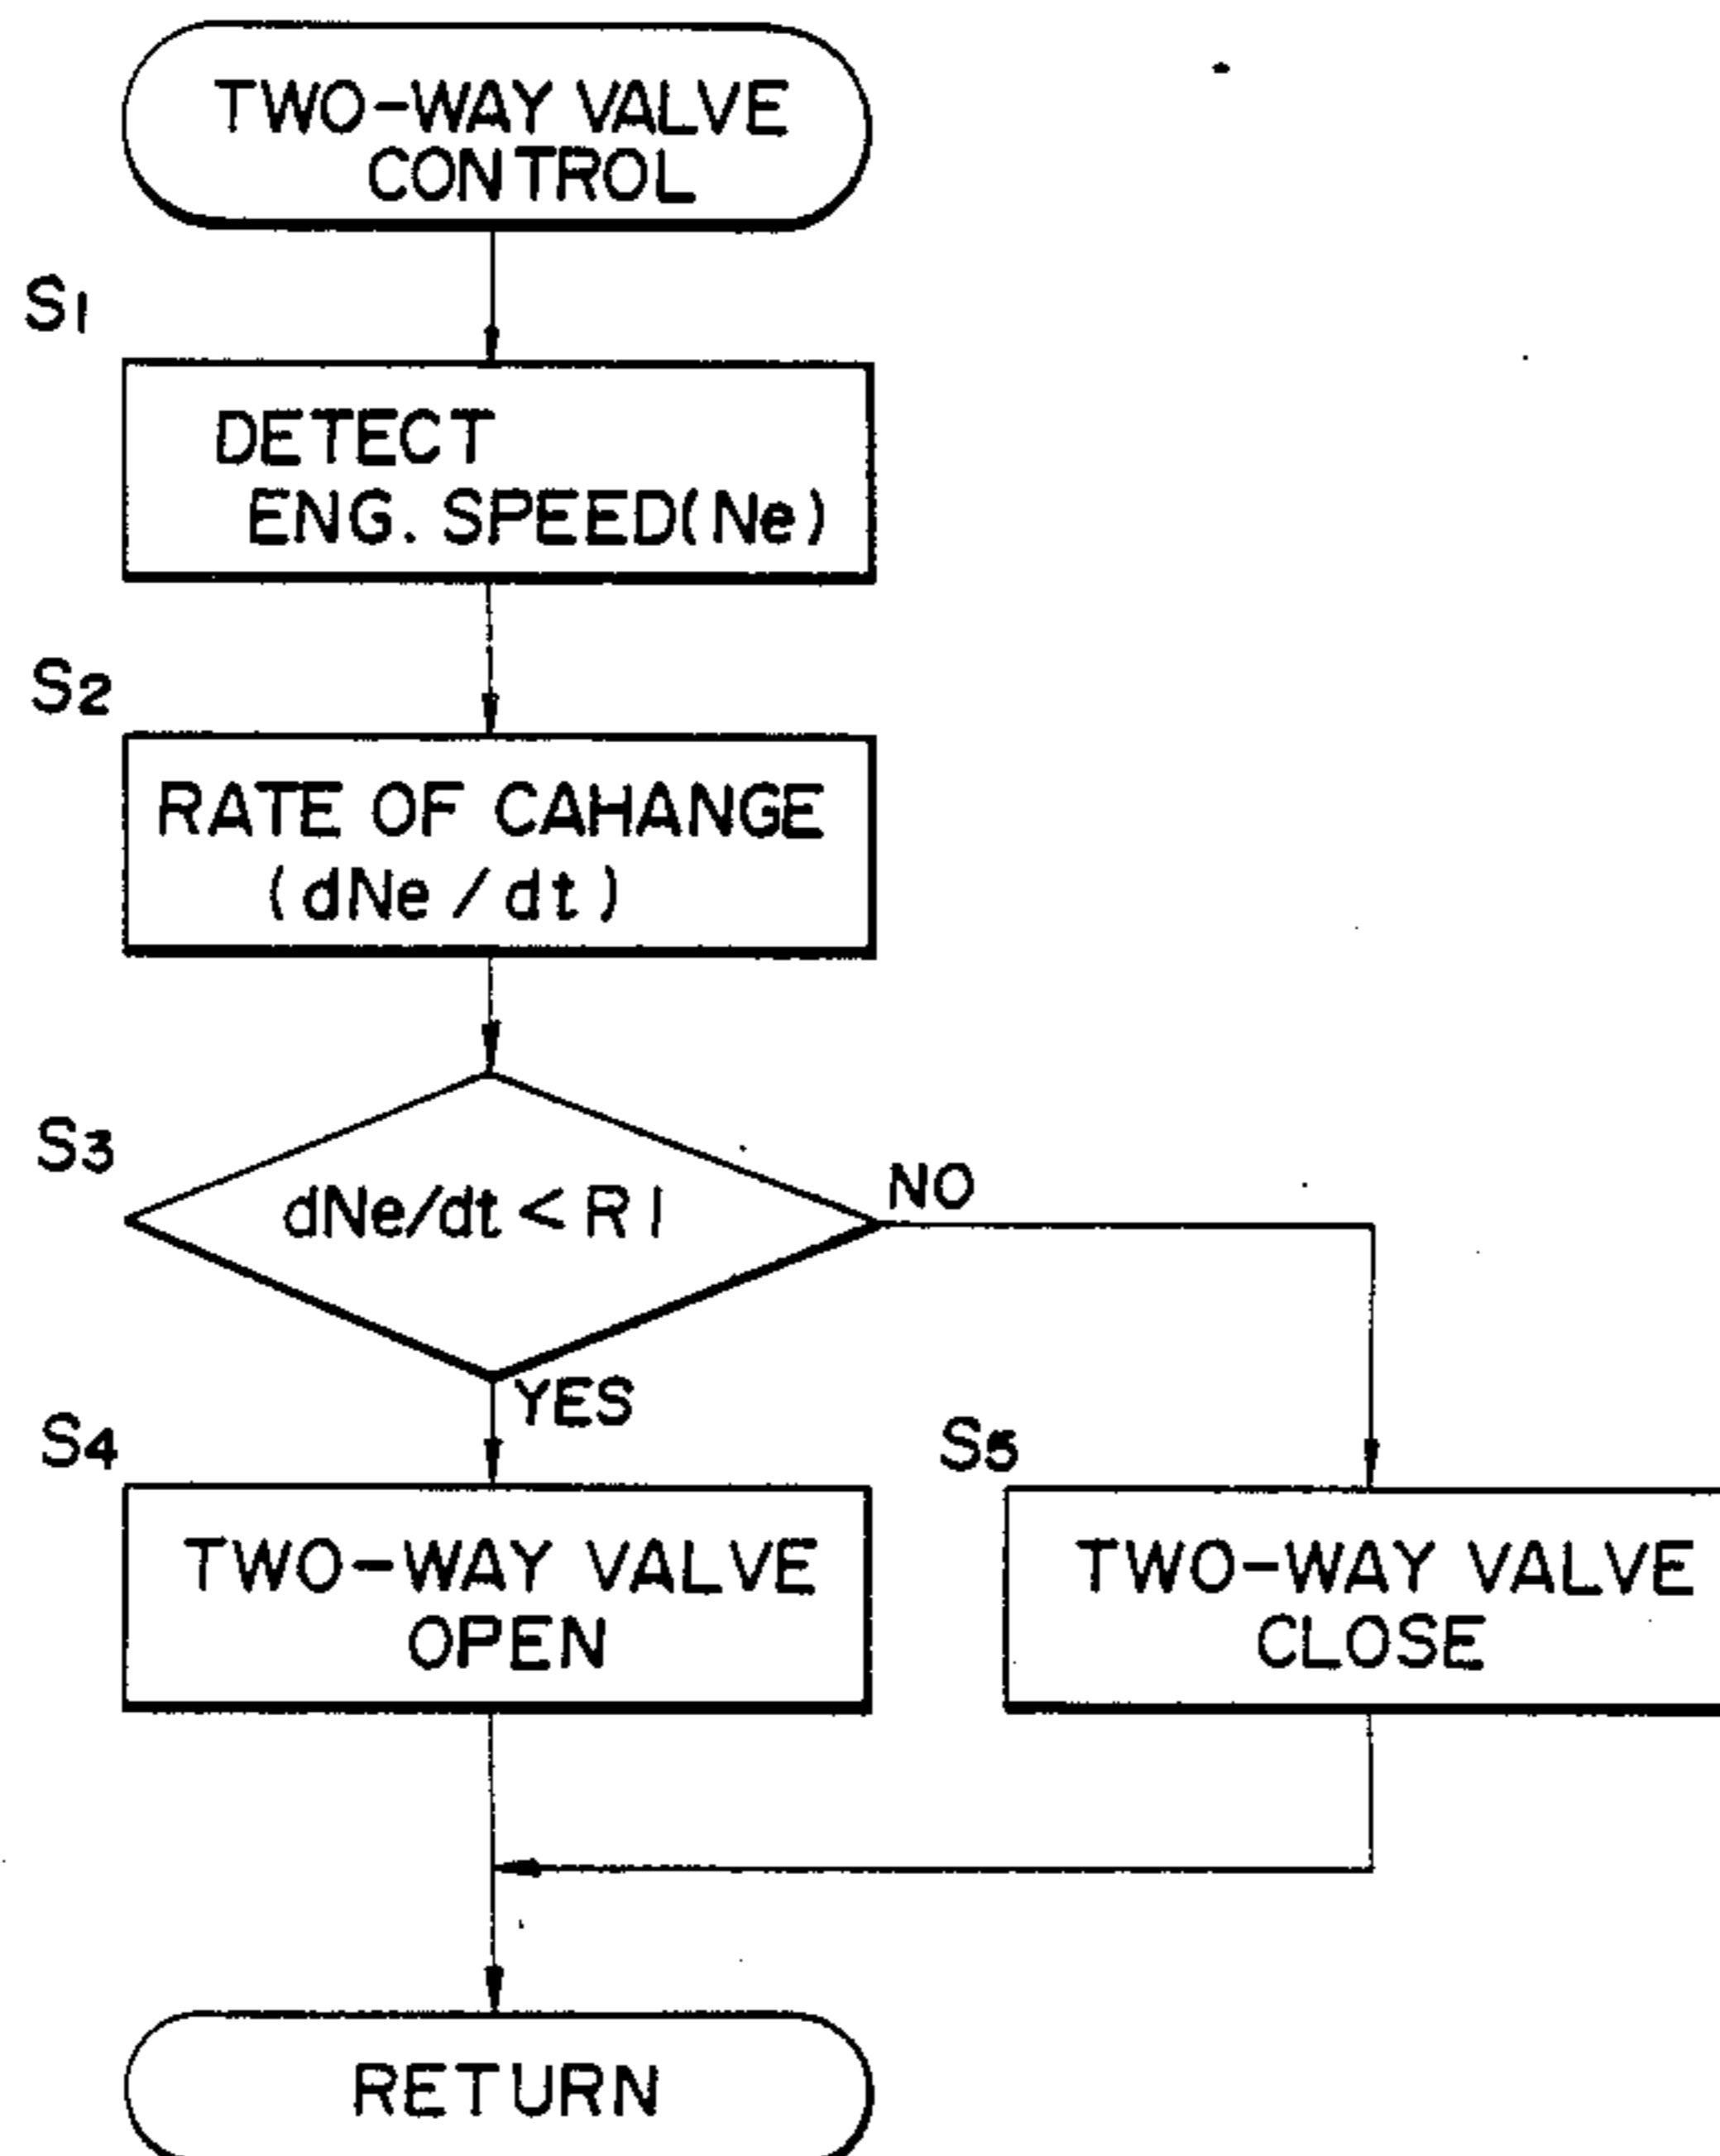 TWO-WAY VALVE
CONTROL
S1
DETECT
ENG. SPEED(Ne)
S2
RATE OF CAHANGE
(dNe/dt)
S3
dNe/dt < R1
NO
YES
S4
TWO-WAY VALVE
OPEN
S5
TWO-WAY VALVE
CLOSE
RETURN